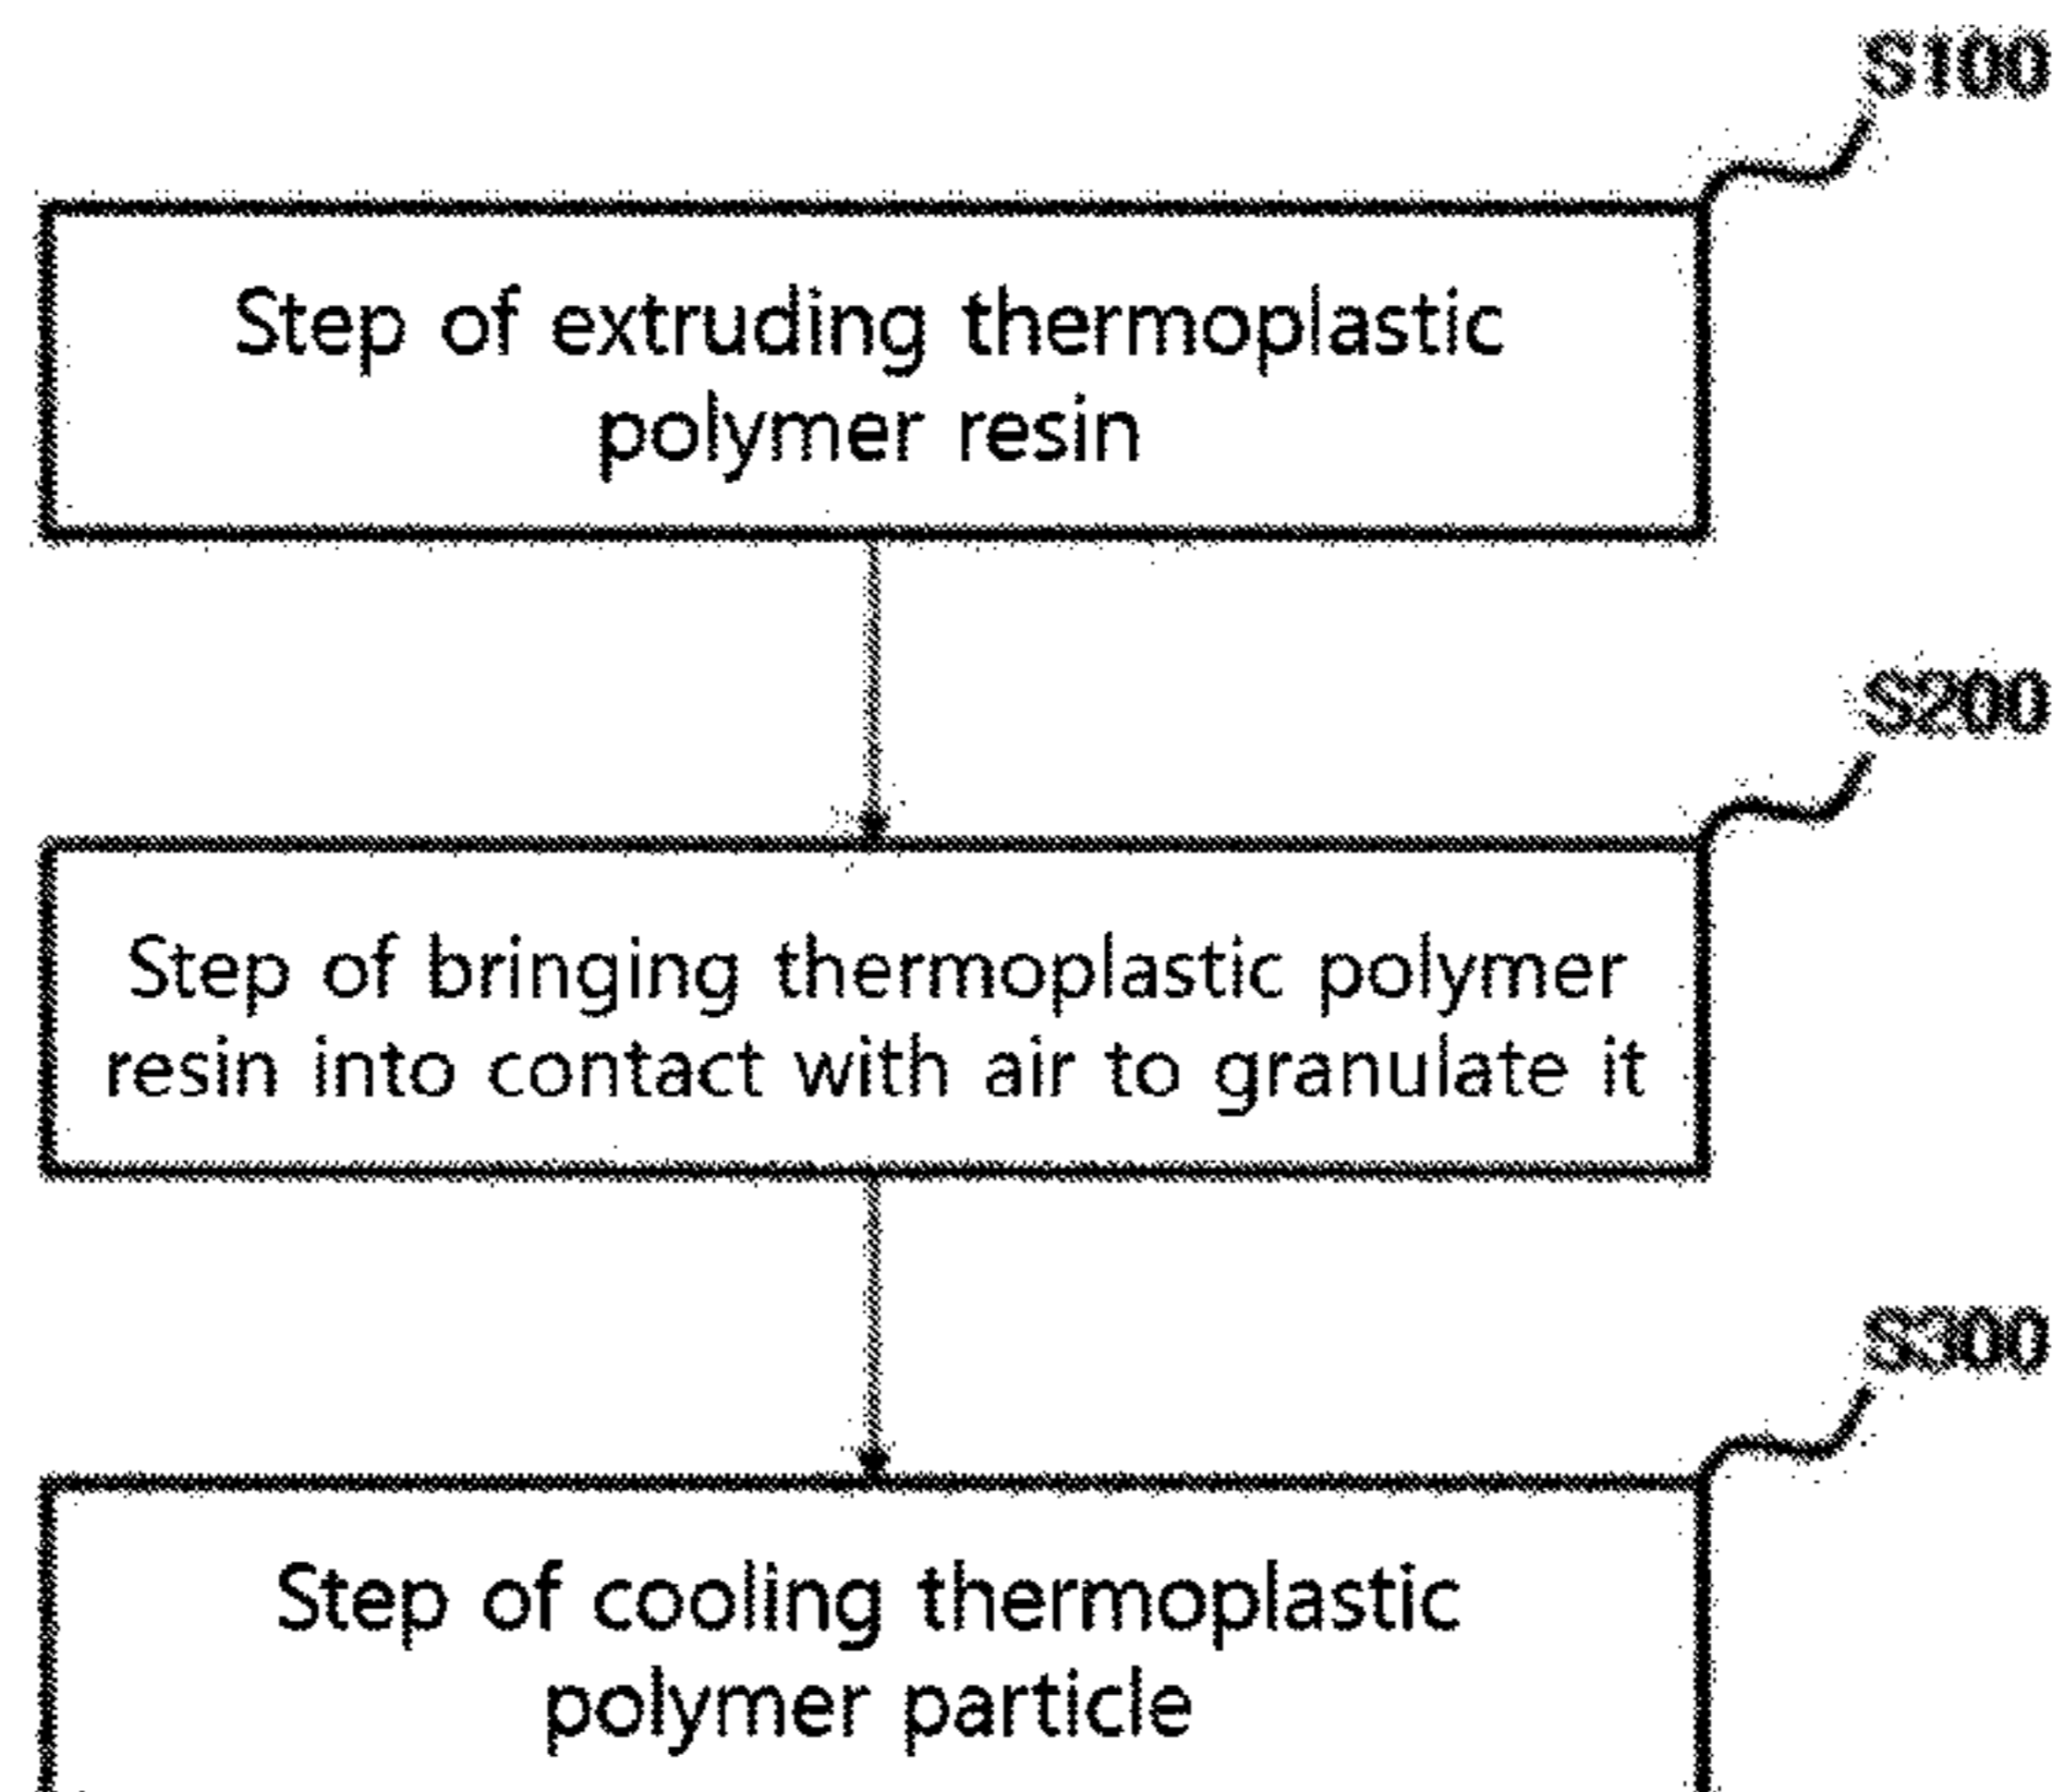 S100
Step of extruding thermoplastic
polymer resin
S200
Step of bringing thermoplastic polymer
resin into contact with air to granulate it
S300
Step of cooling thermoplastic
polymer particle